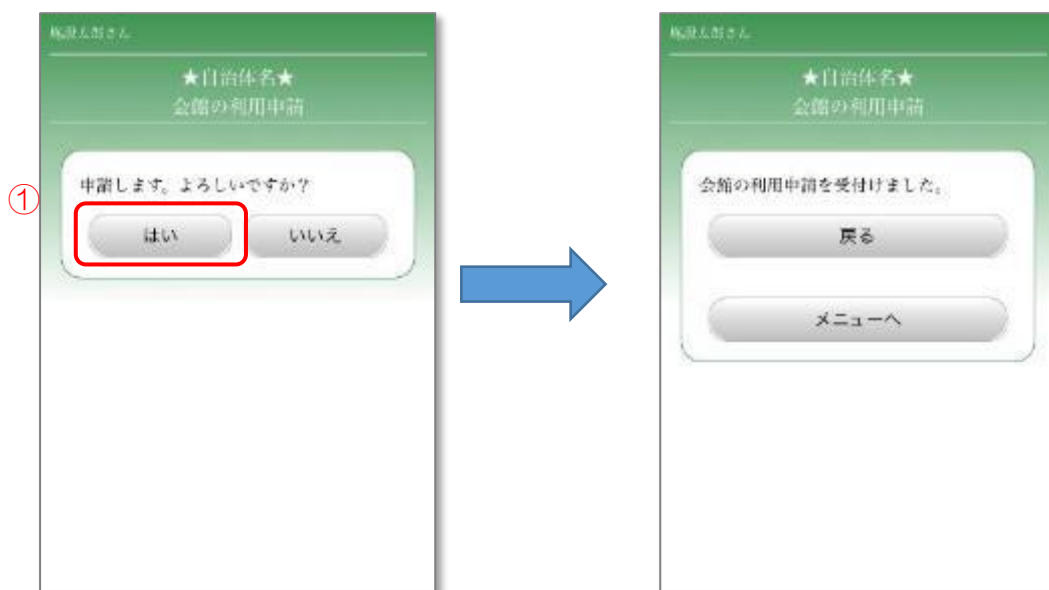 施設太郎さん
★自治体名★
会館の利用申請
①
申請します。よろしいですか?
はい
いいえ
施設太郎さん
★自治体名★
会館の利用申請
会館の利用申請を受付けました。
戻る
メニューへ